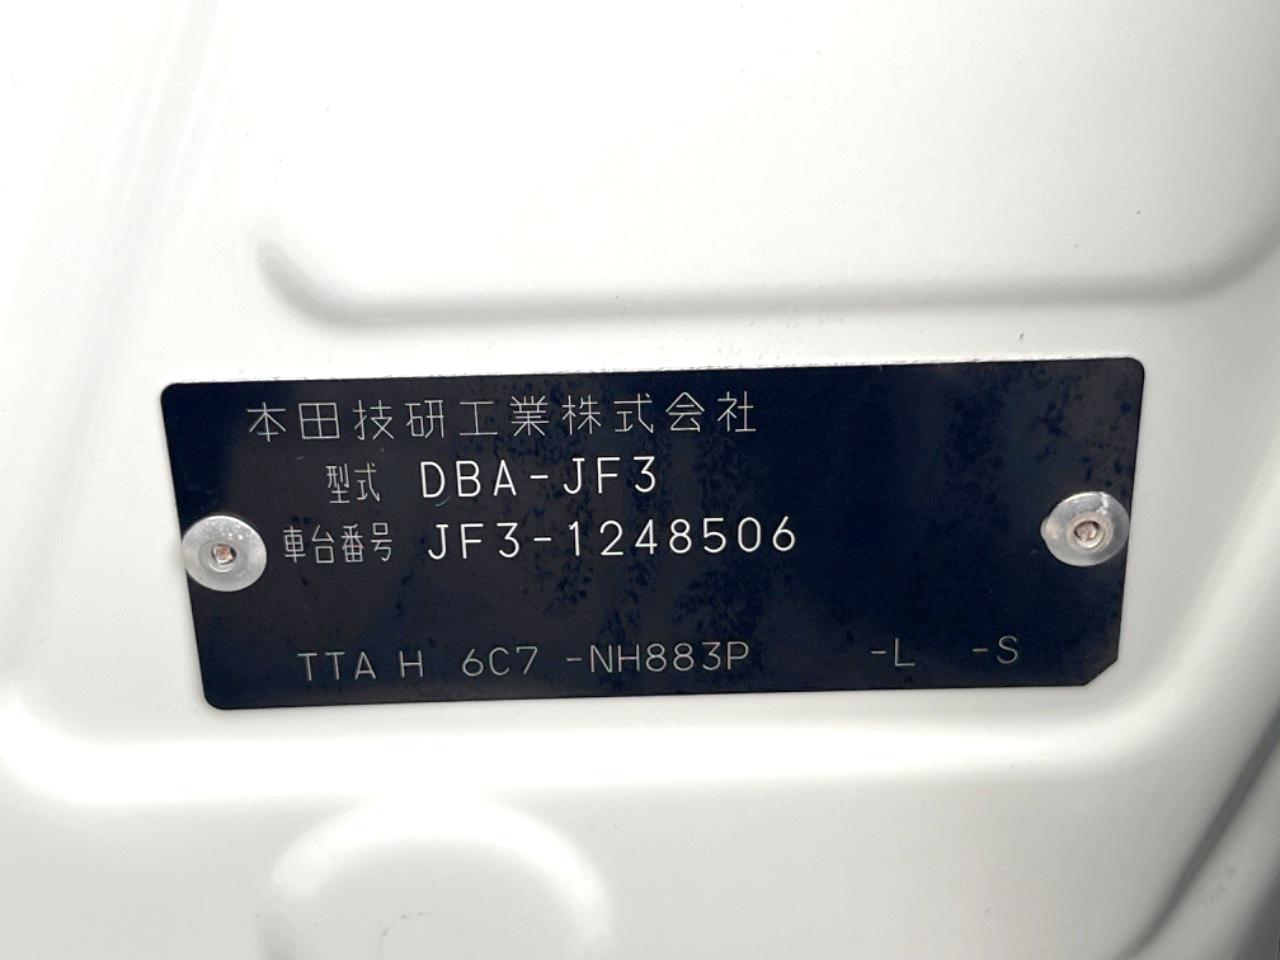 本田技研工業株式会社
型式 DBA-JF3
車台番号 JF3-1248506
TTA H 6C7 -NH883P -L -S